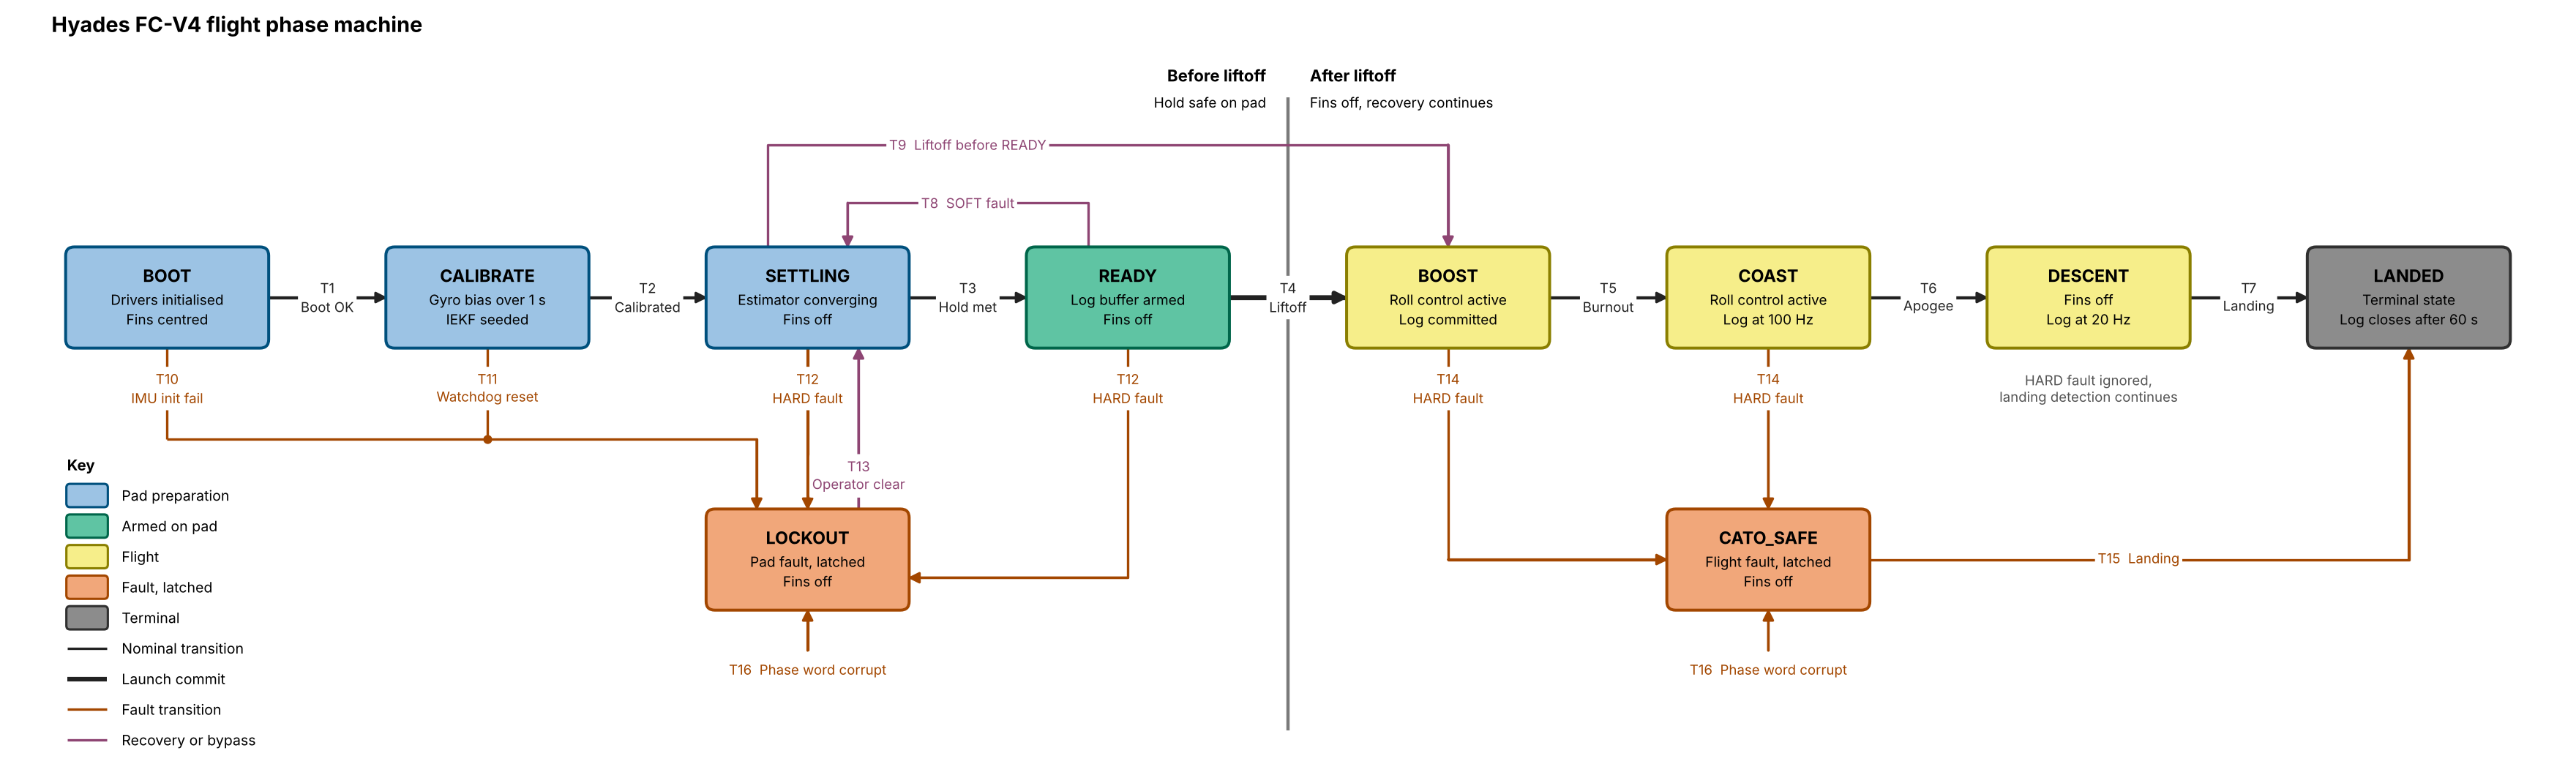 Hyades FC-V4 flight phase machine
Before liftoff
Hold safe on pad
After liftoff
Fins off, recovery continues
T9 Liftoff before READY
T8 SOFT fault
BOOT
Drivers initialised
Fins centred
T1
Boot OK
CALIBRATE
Gyro bias over 1 s
IEKF seeded
T2
Calibrated
SETTLING
Estimator converging
Fins off
T3
Hold met
READY
Log buffer armed
Fins off
T4
Liftoff
BOOST
Roll control active
Log committed
T5
Burnout
COAST
Roll control active
Log at 100 Hz
T6
Apogee
DESCENT
Fins off
Log at 20 Hz
T7
Landing
LANDED
Terminal state
Log closes after 60 s
T10
IMU init fail
T11
Watchdog reset
T12
HARD fault
T12
HARD fault
T14
HARD fault
T14
HARD fault
HARD fault ignored,
landing detection continues
T13
Operator clear
LOCKOUT
Pad fault, latched
Fins off
CATO_SAFE
Flight fault, latched
Fins off
T15 Landing
T16 Phase word corrupt
T16 Phase word corrupt
Key
Pad preparation
Armed on pad
Flight
Fault, latched
Terminal
Nominal transition
Launch commit
Fault transition
Recovery or bypass